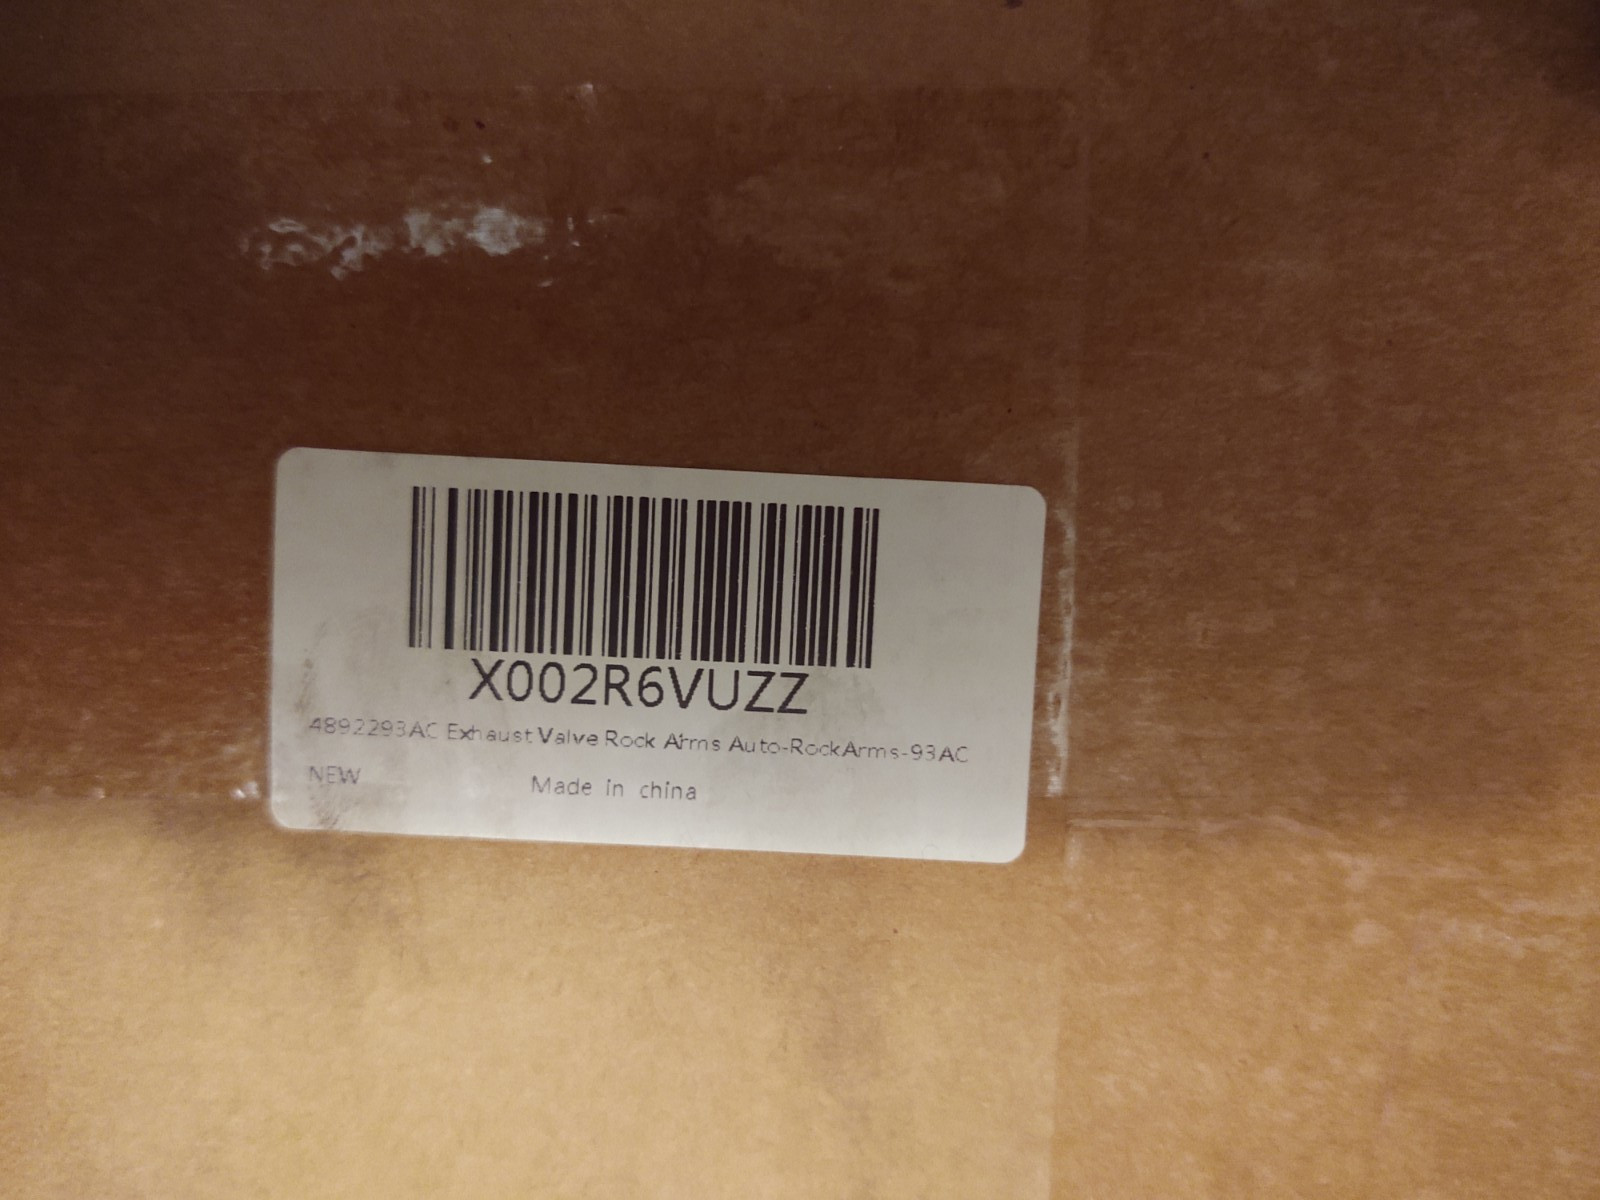 X002R6VUZZ
4892293AC Exhaust Valve Rock Arms Auto-RockArms-93AC
NEW
Made in china